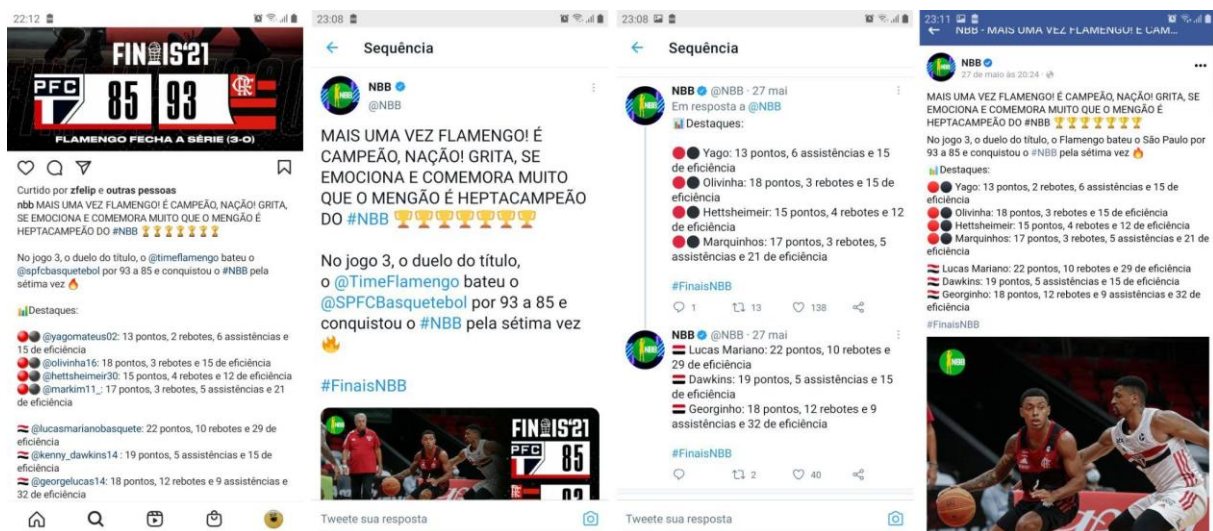 22:12
FINAIS'21
PFC
85
93
FLAMENGO FECHA A SÉRIE (3-0)
Curtido por zfelip e outras pessoas
nbb MAIS UMA VEZ FLAMENGO! É CAMPEÃO, NAÇÃO! GRITA,
SE EMOCIONA E COMEMORA MUITO QUE O MENGÃO É
HEPTACAMPEÃO DO #NBB 🏆🏆🏆🏆🏆🏆🏆
No jogo 3, o duelo do título, o @timeflamengo bateu o
@spfcbasquetebol por 93 a 85 e conquistou o #NBB pela
sétima vez 🔥
📊Destaques:
🔴⚫ @yagomateus02: 13 pontos, 2 rebotes, 6 assistências e
15 de eficiência
🔴⚫ @olivinha16: 18 pontos, 3 rebotes e 15 de eficiência
🔴⚫ @hettsheimeir30: 15 pontos, 4 rebotes e 12 de eficiência
🔴⚫ @markim11_: 17 pontos, 3 rebotes, 5 assistências e 21
de eficiência
🇾🇪 @lucasmarianobasquete: 22 pontos, 10 rebotes e 29 de
eficiência
🇾🇪 @kenny_dawkins14 : 19 pontos, 5 assistências e 15 de
eficiência
🇾🇪 @georgelucas14: 18 pontos, 12 rebotes e 9 assistências e
32 de eficiência
23:08
← Sequência
NBB
@NBB
MAIS UMA VEZ FLAMENGO! É
CAMPEÃO, NAÇÃO! GRITA, SE
EMOCIONA E COMEMORA MUITO
QUE O MENGÃO É HEPTACAMPEÃO
DO #NBB 🏆🏆🏆🏆🏆🏆🏆
No jogo 3, o duelo do título,
o @TimeFlamengo bateu o
@SPFCBasquetebol por 93 a 85 e
conquistou o #NBB pela sétima vez
🔥
#FinaisNBB
NBB
FINAIS'21
PFC
85
93
Tweete sua resposta
23:08
← Sequência
NBB @NBB · 27 mai
Em resposta a @NBB
📊 Destaques:
🔴⚫ Yago: 13 pontos, 6 assistências e 15
de eficiência
🔴⚫ Olivinha: 18 pontos, 3 rebotes e 15 de
eficiência
🔴⚫ Hettsheimeir: 15 pontos, 4 rebotes e 12
de eficiência
🔴⚫ Marquinhos: 17 pontos, 3 rebotes, 5
assistências e 21 de eficiência
#FinaisNBB
1 13 138
NBB @NBB · 27 mai
🇾🇪 Lucas Mariano: 22 pontos, 10 rebotes e
29 de eficiência
🇾🇪 Dawkins: 19 pontos, 5 assistências e 15
de eficiência
🇾🇪 Georginho: 18 pontos, 12 rebotes e 9
assistências e 32 de eficiência
#FinaisNBB
2 40
Tweete sua resposta
23:11
← NBB - MAIS UMA VEZ FLAMENGO! É CAM...
NBB
27 de maio às 20:24
MAIS UMA VEZ FLAMENGO! É CAMPEÃO, NAÇÃO! GRITA, SE
EMOCIONA E COMEMORA MUITO QUE O MENGÃO É
HEPTACAMPEÃO DO #NBB 🏆🏆🏆🏆🏆🏆🏆
No jogo 3, o duelo do título, o Flamengo bateu o São Paulo por
93 a 85 e conquistou o #NBB pela sétima vez 🔥
📊Destaques:
🔴⚫ Yago: 13 pontos, 2 rebotes, 6 assistências e 15 de
eficiência
🔴⚫ Olivinha: 18 pontos, 3 rebotes e 15 de eficiência
🔴⚫ Hettsheimeir: 15 pontos, 4 rebotes e 12 de eficiência
🔴⚫ Marquinhos: 17 pontos, 3 rebotes, 5 assistências e 21 de
eficiência
🇾🇪 Lucas Mariano: 22 pontos, 10 rebotes e 29 de eficiência
🇾🇪 Dawkins: 19 pontos, 5 assistências e 15 de eficiência
🇾🇪 Georginho: 18 pontos, 12 rebotes e 9 assistências e 32 de
eficiência
#FinaisNBB
NBB